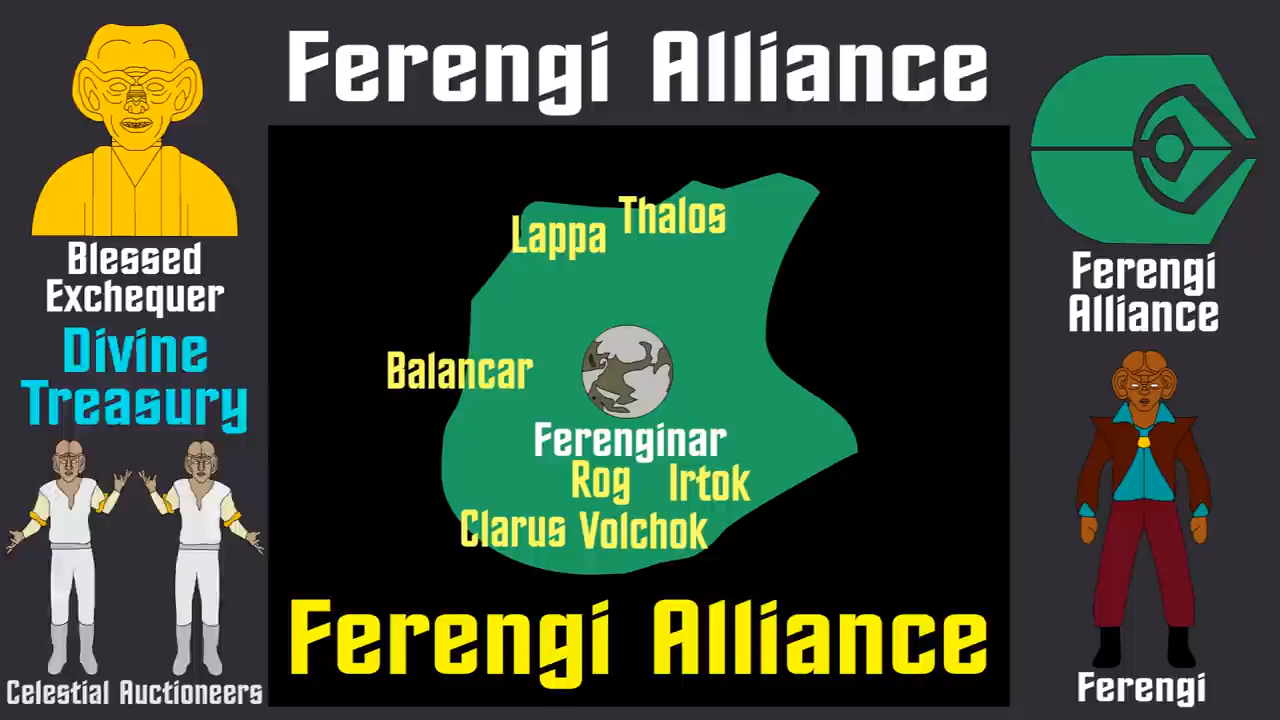 Ferengi Alliance
Blessed
Exchequer
Divine
Treasury
Celestial Auctioneers
Lappa
Thalos
Balancar
Ferenginar
Rog
Irtok
Clarus
Volchok
Ferengi Alliance
Ferengi
Alliance
Ferengi